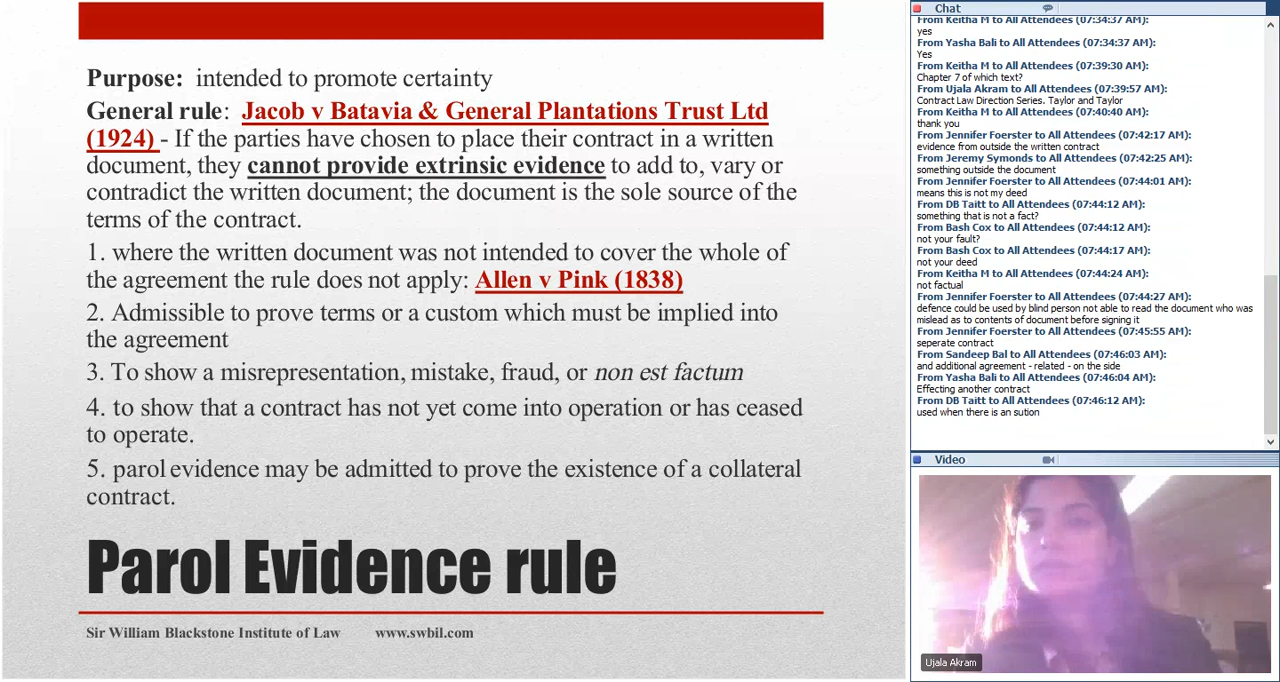 Purpose: intended to promote certainty
General rule: Jacob v Batavia & General Plantations Trust Ltd
(1924) - If the parties have chosen to place their contract in a written
document, they cannot provide extrinsic evidence to add to, vary or
contradict the written document; the document is the sole source of the
terms of the contract.
1. where the written document was not intended to cover the whole of
the agreement the rule does not apply: Allen v Pink (1838)
2. Admissible to prove terms or a custom which must be implied into
the agreement
3. To show a misrepresentation, mistake, fraud, or non est factum
4. to show that a contract has not yet come into operation or has ceased
to operate.
5. parol evidence may be admitted to prove the existence of a collateral
contract.
Parol Evidence rule
Sir William Blackstone Institute of Law www.swbil.com
Chat
From Keitha M to All Attendees (07:34:37 AM):
yes
From Yasha Bali to All Attendees (07:34:37 AM):
Yes
From Keitha M to All Attendees (07:39:30 AM):
Chapter 7 of which text?
From Ujala Akram to All Attendees (07:39:57 AM):
Contract Law Direction Series. Taylor and Taylor
From Keitha M to All Attendees (07:40:40 AM):
thank you
From Jennifer Foerster to All Attendees (07:42:17 AM):
evidence from outside the written contract
From Jeremy Symonds to All Attendees (07:42:25 AM):
something outside the document
From Jennifer Foerster to All Attendees (07:44:01 AM):
means this is not my deed
From DB Taitt to All Attendees (07:44:12 AM):
something that is not a fact?
From Bash Cox to All Attendees (07:44:12 AM):
not your fault?
From Bash Cox to All Attendees (07:44:17 AM):
not your deed
From Keitha M to All Attendees (07:44:24 AM):
not factual
From Jennifer Foerster to All Attendees (07:44:27 AM):
defence could be used by blind person not able to read the document who was
mislead as to contents of document before signing it
From Jennifer Foerster to All Attendees (07:45:55 AM):
seperate contract
From Sandeep Bal to All Attendees (07:46:03 AM):
and additional agreement - related - on the side
From Yasha Bali to All Attendees (07:46:04 AM):
Effecting another contract
From DB Taitt to All Attendees (07:46:12 AM):
used when there is an sution
Video
Ujala Akram